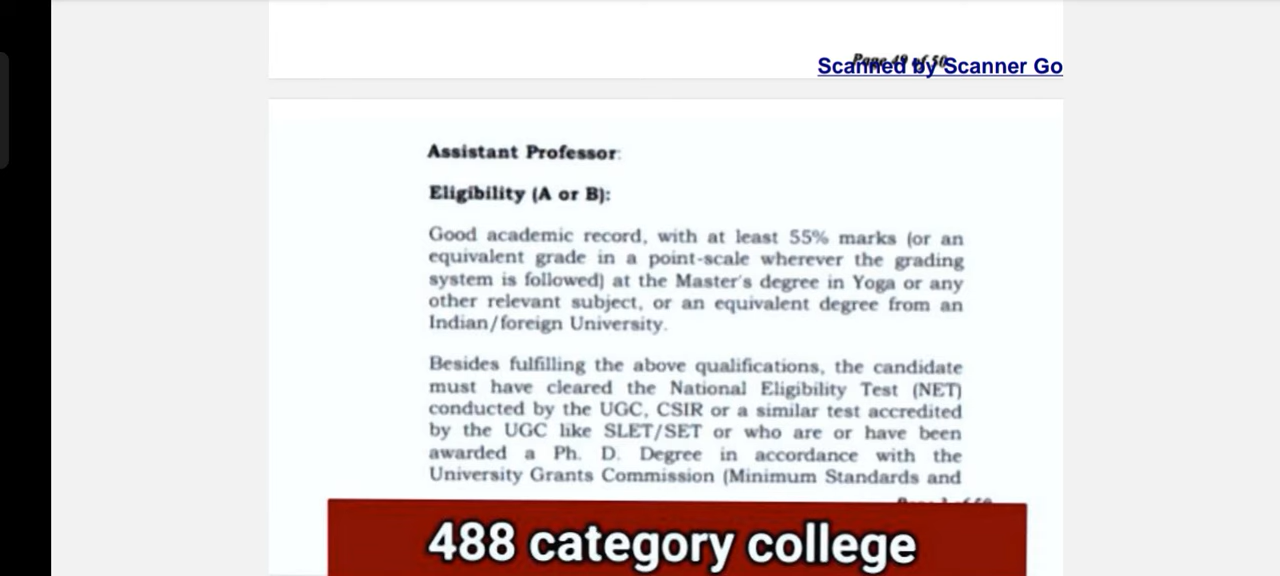 Page 49 of 50
Scanned by Scanner Go
Assistant Professor:
Eligibility (A or B):
Good academic record, with at least 55% marks (or an
equivalent grade in a point-scale wherever the grading
system is followed) at the Master's degree in Yoga or any
other relevant subject, or an equivalent degree from an
Indian/foreign University.
Besides fulfilling the above qualifications, the candidate
must have cleared the National Eligibility Test (NET)
conducted by the UGC, CSIR or a similar test accredited
by the UGC like SLET/SET or who are or have been
awarded a Ph. D. Degree in accordance with the
University Grants Commission (Minimum Standards and
488 category college